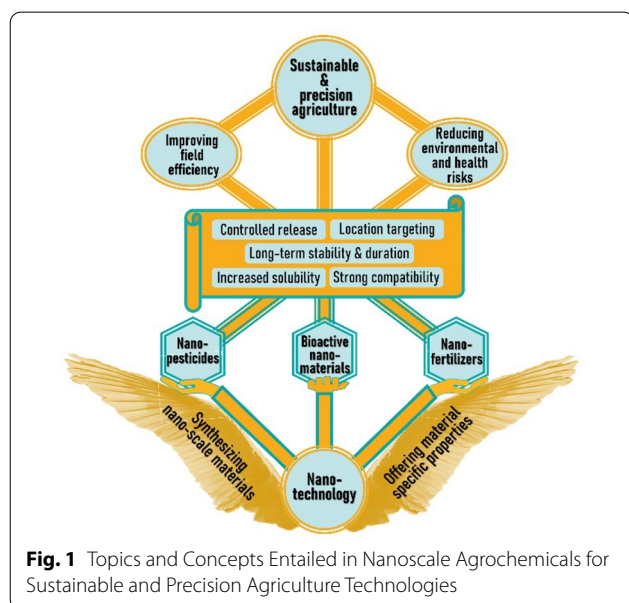 Sustainable
&
precision
agriculture
Improving
field
efficiency
Reducing
environmental
and health
risks
Controlled release
Location targeting
Long-term stability & duration
Increased solubility
Strong compatibility
Nano-
pesticides
Bioactive
nano-
materials
Nano-
fertilizers
Synthesizing
nano-scale materials
Offering material
specific properties
Nano-
technology
Fig. 1 Topics and Concepts Entailed in Nanoscale Agrochemicals for
Sustainable and Precision Agriculture Technologies